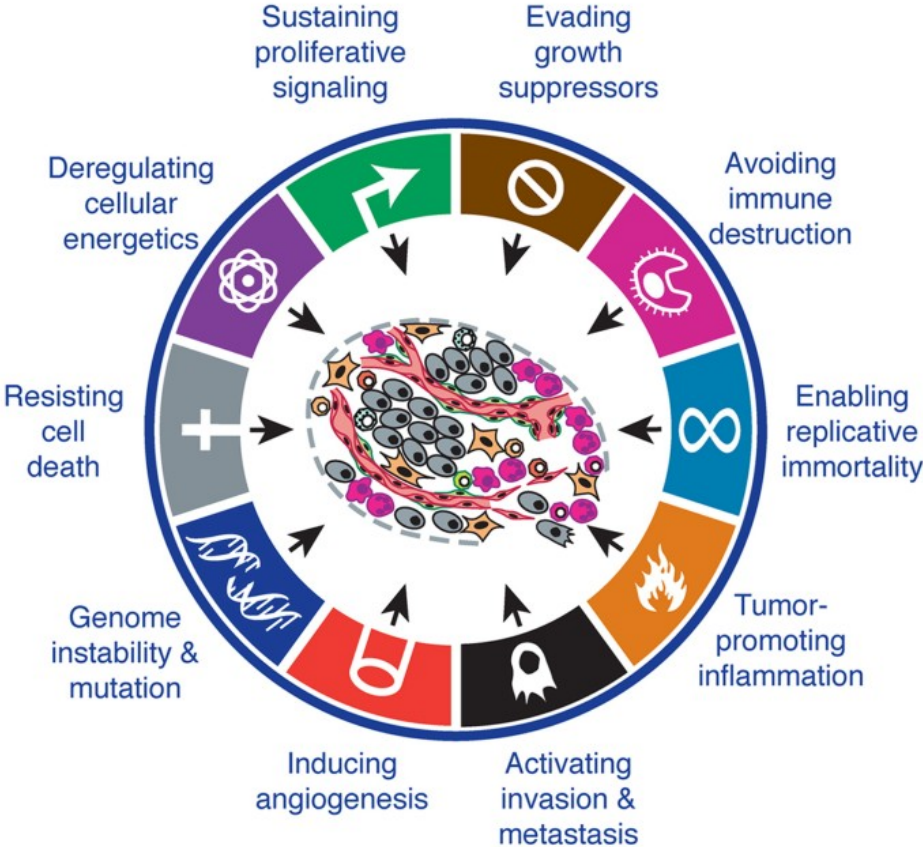 Sustaining
proliferative
signaling
Evading
growth
suppressors
Avoiding
immune
destruction
Enabling
replicative
immortality
Tumor-
promoting
inflammation
Activating
invasion &
metastasis
Inducing
angiogenesis
Genome
instability &
mutation
Resisting
cell
death
Deregulating
cellular
energetics